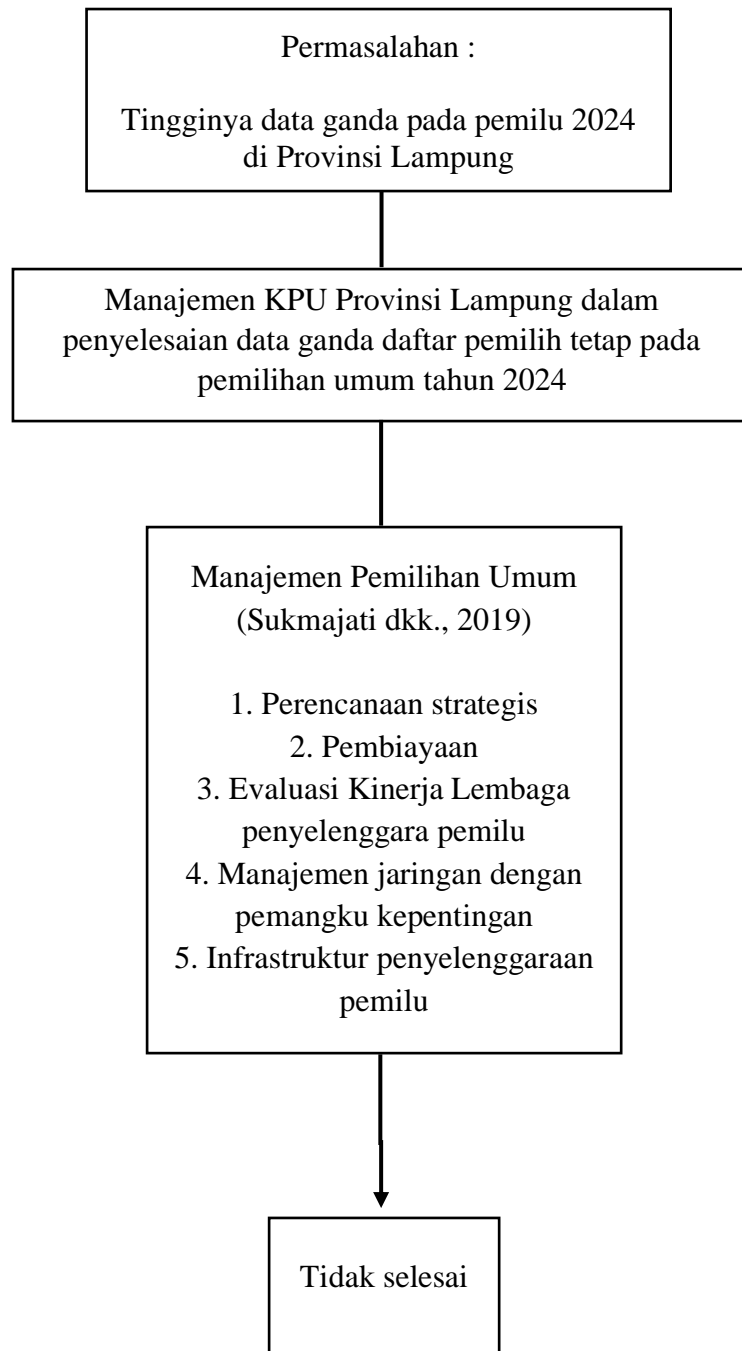 Permasalahan :
Tingginya data ganda pada pemilu 2024
di Provinsi Lampung
Manajemen KPU Provinsi Lampung dalam
penyelesaian data ganda daftar pemilih tetap pada
pemilihan umum tahun 2024
Manajemen Pemilihan Umum
(Sukmajati dkk., 2019)
1. Perencanaan strategis
2. Pembiayaan
3. Evaluasi Kinerja Lembaga
penyelenggara pemilu
4. Manajemen jaringan dengan
pemangku kepentingan
5. Infrastruktur penyelenggaraan
pemilu
Tidak selesai